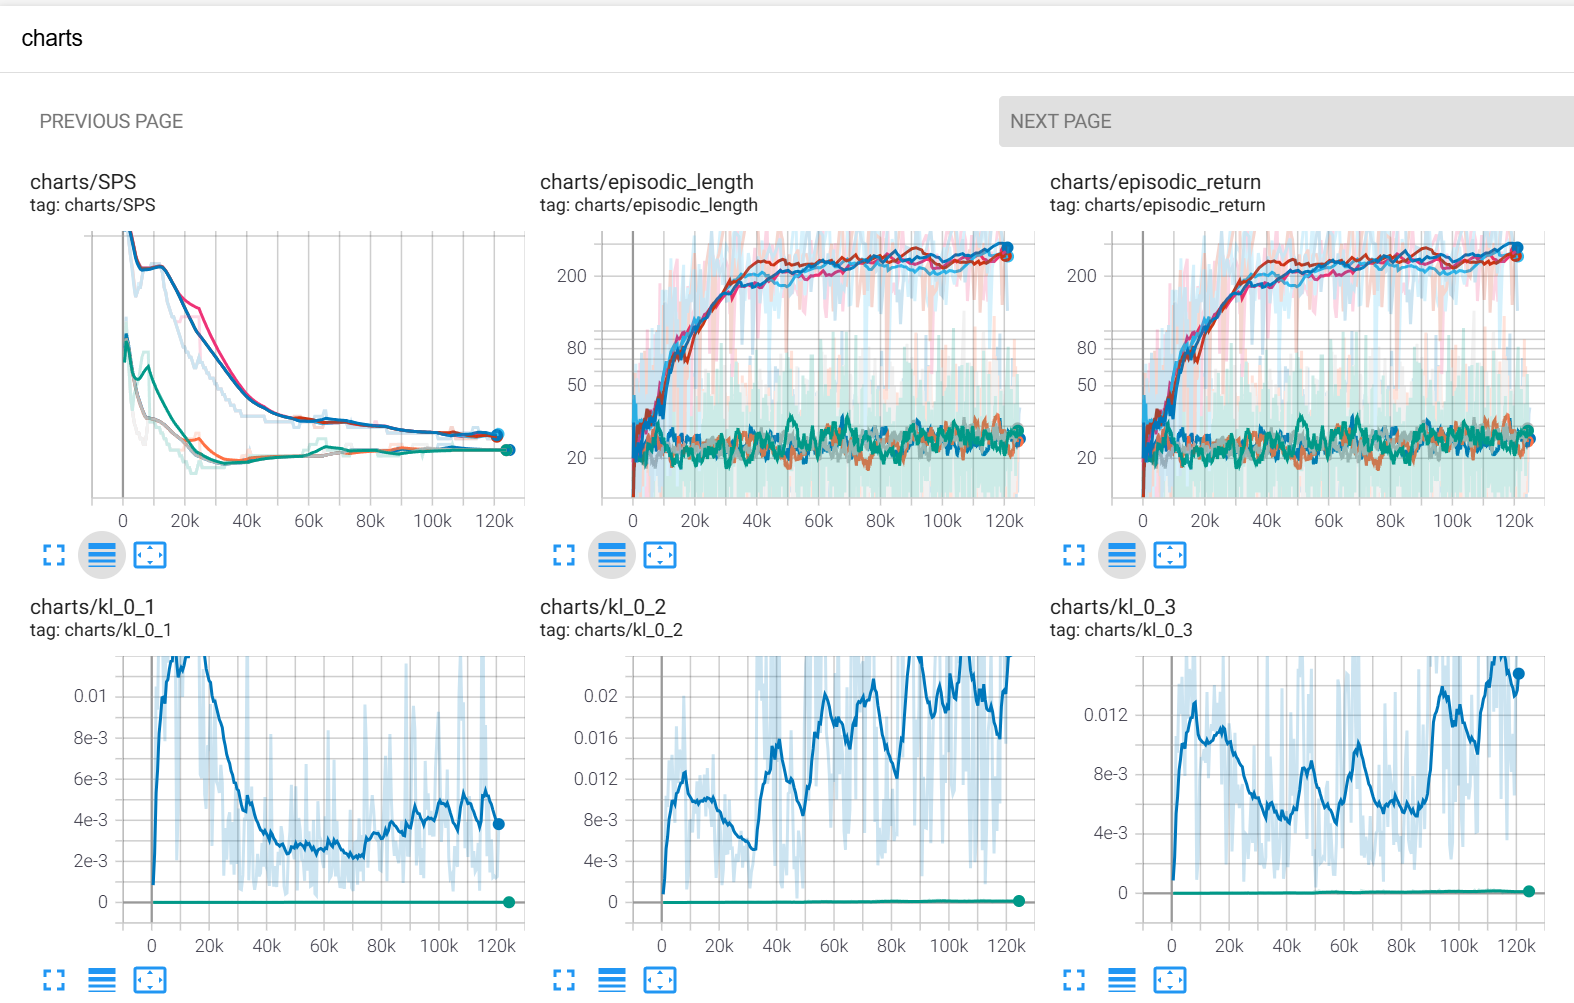 charts
PREVIOUS PAGE
NEXT PAGE
charts/SPS
tag: charts/SPS
0 20k 40k 60k 80k 100k 120k
charts/episodic_length
tag: charts/episodic_length
200
80
50
20
0 20k 40k 60k 80k 100k 120k
charts/episodic_return
tag: charts/episodic_return
200
80
50
20
0 20k 40k 60k 80k 100k 120k
charts/kl_0_1
tag: charts/kl_0_1
0.01
8e-3
6e-3
4e-3
2e-3
0
0 20k 40k 60k 80k 100k 120k
charts/kl_0_2
tag: charts/kl_0_2
0.02
0.016
0.012
8e-3
4e-3
0
0 20k 40k 60k 80k 100k 120k
charts/kl_0_3
tag: charts/kl_0_3
0.012
8e-3
4e-3
0
0 20k 40k 60k 80k 100k 120k